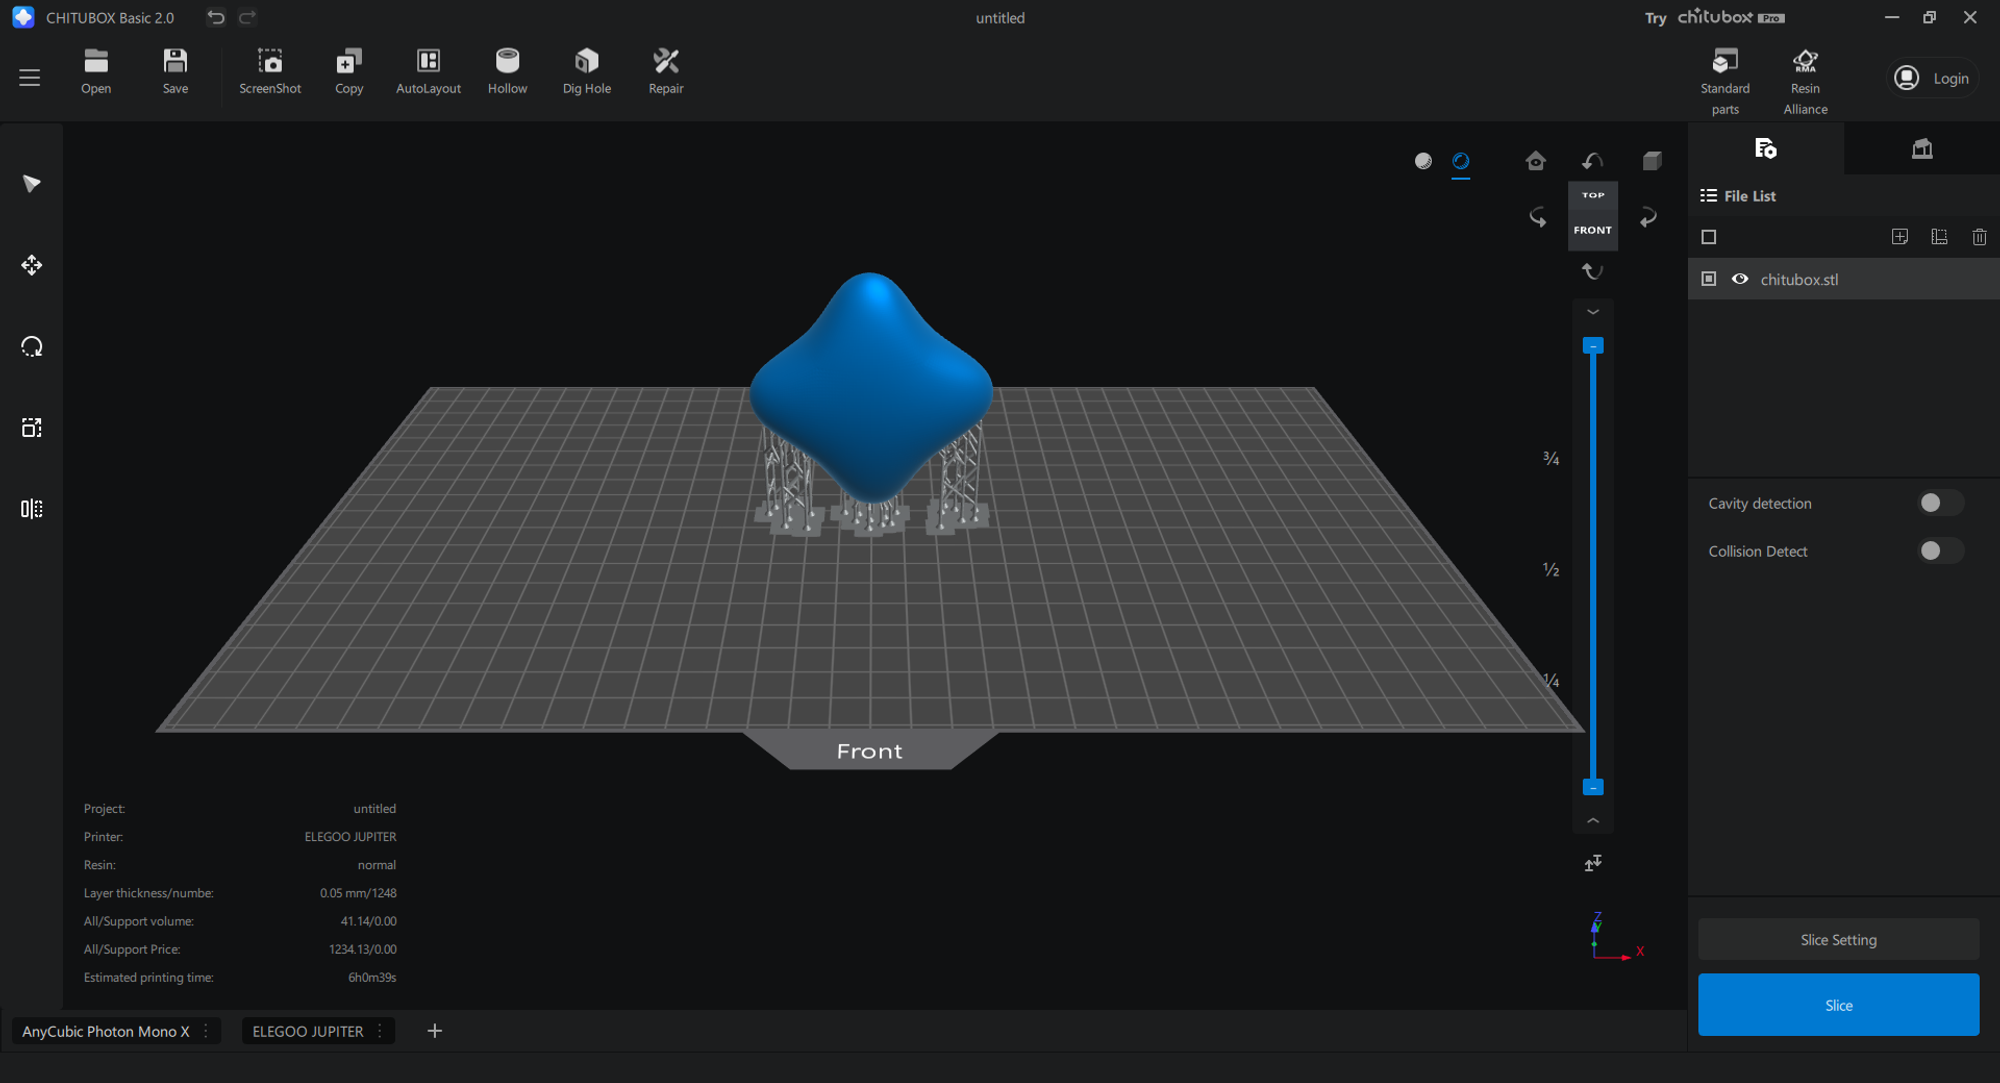 CHITUBOX Basic 2.0
untitled
Try chitubox Pro
Open
Save
ScreenShot
Copy
AutoLayout
Hollow
Dig Hole
Repair
Standard
parts
RMA
Resin
Alliance
Login
File List
chitubox.stl
TOP
FRONT
Cavity detection
Collision Detect
¾
½
¼
Front
Project: untitled
Printer: ELEGOO JUPITER
Resin: normal
Layer thickness/numbe: 0.05 mm/1248
All/Support volume: 41.14/0.00
All/Support Price: 1234.13/0.00
Estimated printing time: 6h0m39s
Z
Y
X
Slice Setting
Slice
AnyCubic Photon Mono X
ELEGOO JUPITER